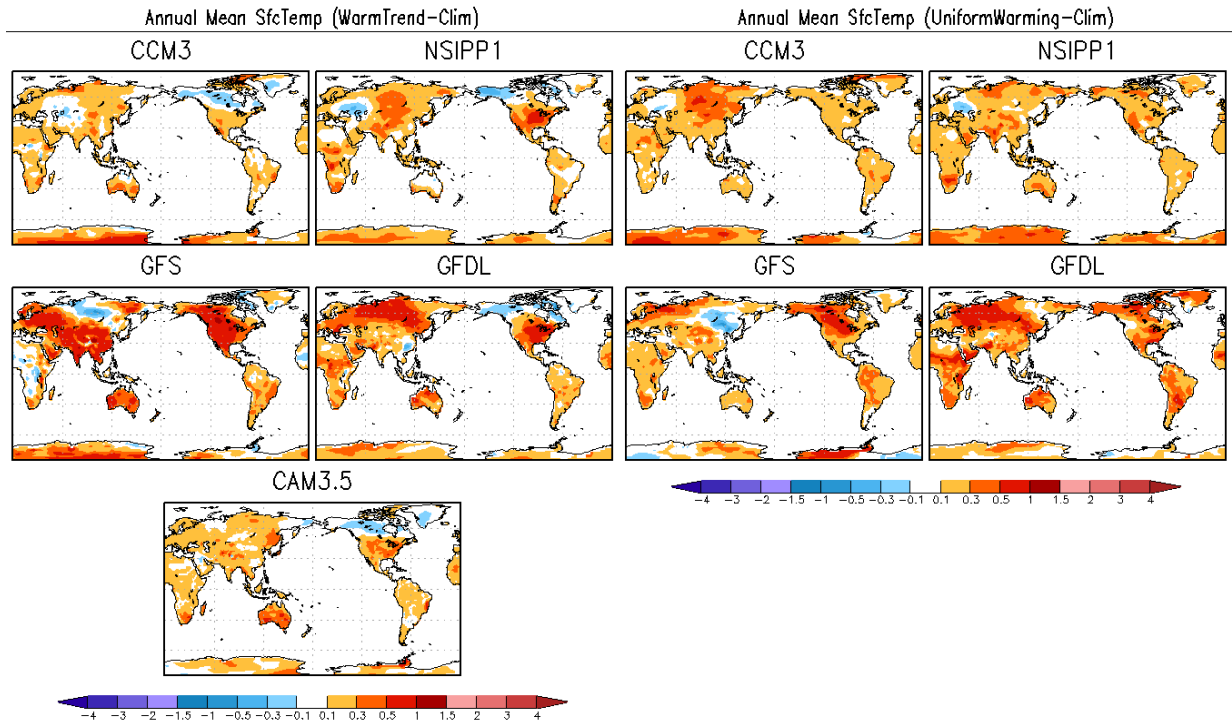 Annual Mean SfcTemp (WarmTrend-Clim)
Annual Mean SfcTemp (UniformWarming-Clim)
CCM3
NSIPP1
CCM3
NSIPP1
GFS
GFDL
GFS
GFDL
CAM3.5
-4 -3 -2 -1.5 -1 -0.5 -0.3 -0.1 0.1 0.3 0.5 1 1.5 2 3 4
-4 -3 -2 -1.5 -1 -0.5 -0.3 -0.1 0.1 0.3 0.5 1 1.5 2 3 4